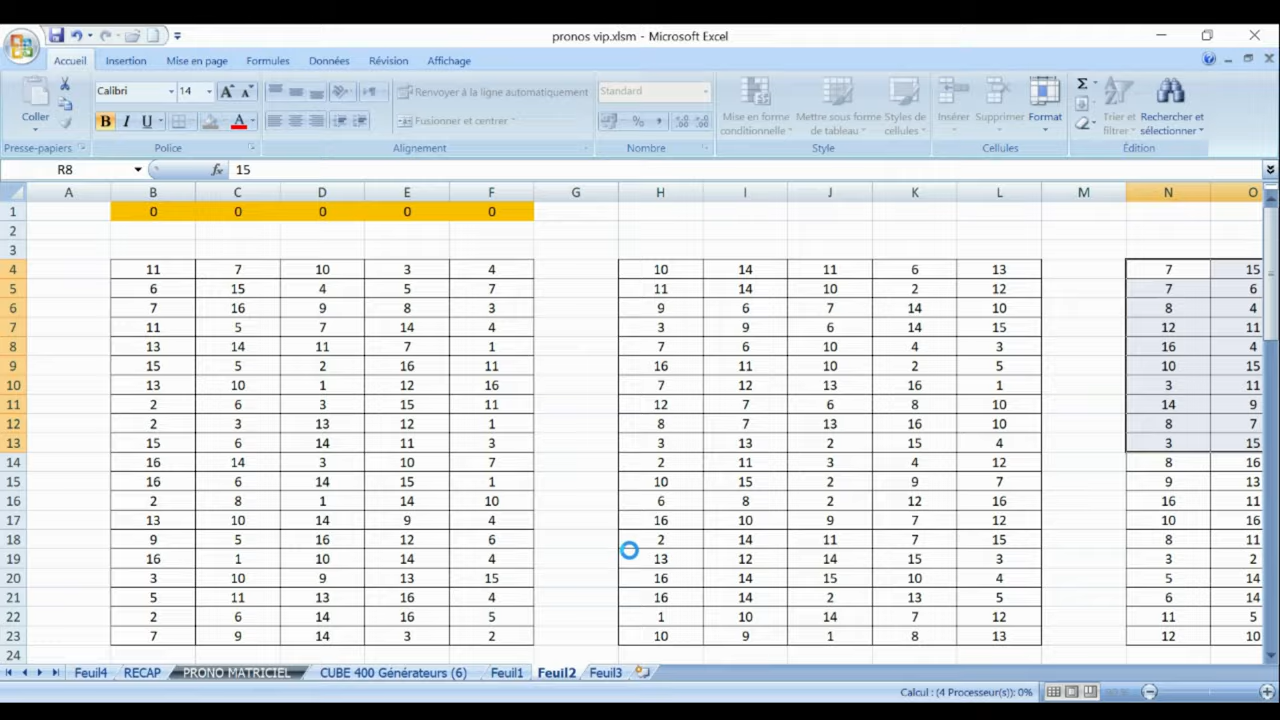 pronos vip.xlsm - Microsoft Excel
Accueil Insertion Mise en page Formules Données Révision Affichage
Calibri 14 A A Renvoyer à la ligne automatiquement Standard Σ
Coller B I U A Fusionner et centrer % Mise en forme conditionnelle Mettre sous forme de tableau Styles de cellules Insérer Supprimer Format Trier et filtrer Rechercher et sélectionner
Presse-papiers Police Alignement Nombre Style Cellules Édition
R8 fx 15
A B C D E F G H I J K L M N O
1 0 0 0 0 0
2
3
4 11 7 10 3 4 10 14 11 6 13 7 15
5 6 15 4 5 7 11 14 10 2 12 7 6
6 7 16 9 8 3 9 6 7 14 10 8 4
7 11 5 7 14 4 3 9 6 14 15 12 11
8 13 14 11 7 1 7 6 10 4 3 16 4
9 15 5 2 16 11 16 11 10 2 5 10 15
10 13 10 1 12 16 7 12 13 16 1 3 11
11 2 6 3 15 11 12 7 6 8 10 14 9
12 2 3 13 12 1 8 7 13 16 10 8 7
13 15 6 14 11 3 3 13 2 15 4 3 15
14 16 14 3 10 7 2 11 3 4 12 8 16
15 16 6 14 15 1 10 15 2 9 7 9 13
16 2 8 1 14 10 6 8 2 12 16 16 11
17 13 10 14 9 4 16 10 9 7 12 10 16
18 9 5 16 12 6 2 14 11 7 15 8 11
19 16 1 10 14 4 13 12 14 15 3 3 2
20 3 10 9 13 15 16 14 15 10 4 5 14
21 5 11 13 16 4 16 14 2 13 5 6 14
22 2 6 14 16 5 1 10 14 7 12 11 5
23 7 9 14 3 2 10 9 1 8 13 12 10
24
Feuil4 RECAP PRONO MATRICIEL CUBE 400 Générateurs (6) Feuil1 Feuil2 Feuil3
Calcul : (4 Processeur(s)): 0%